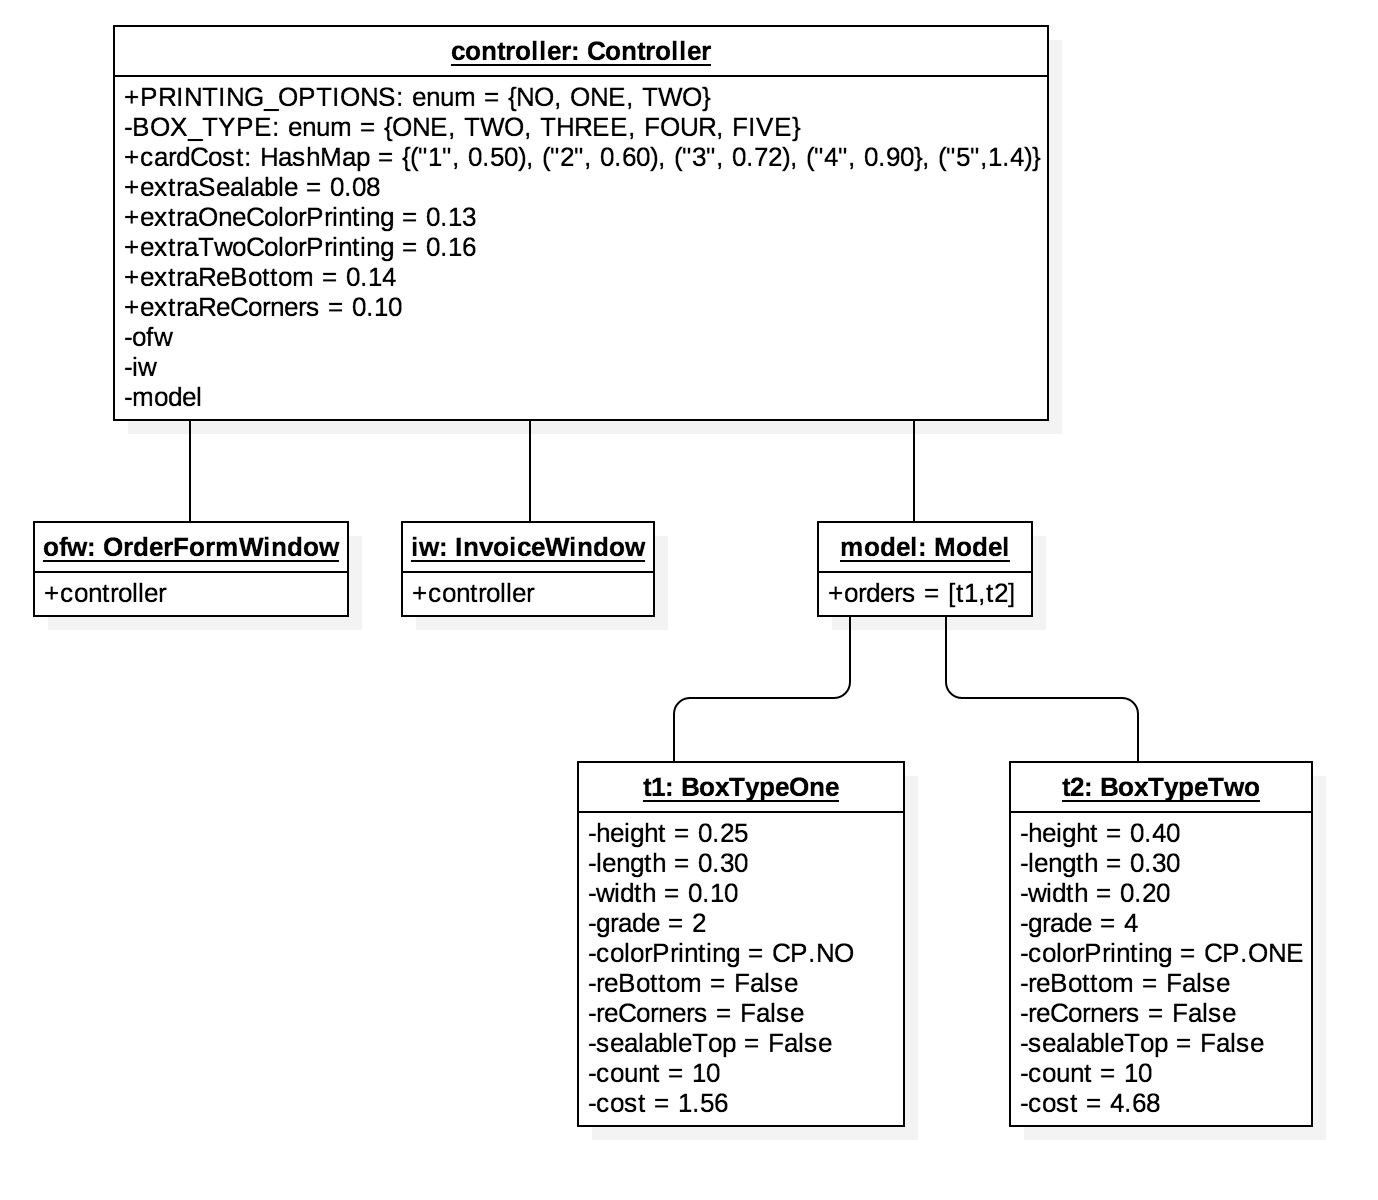 controller: Controller
+PRINTING_OPTIONS: enum = {NO, ONE, TWO}
-BOX_TYPE: enum = {ONE, TWO, THREE, FOUR, FIVE}
+cardCost: HashMap = {("1", 0.50), ("2", 0.60), ("3", 0.72), ("4", 0.90}, ("5",1.4)}
+extraSealable = 0.08
+extraOneColorPrinting = 0.13
+extraTwoColorPrinting = 0.16
+extraReBottom = 0.14
+extraReCorners = 0.10
-ofw
-iw
-model
ofw: OrderFormWindow
+controller
iw: InvoiceWindow
+controller
model: Model
+orders = [t1,t2]
t1: BoxTypeOne
-height = 0.25
-length = 0.30
-width = 0.10
-grade = 2
-colorPrinting = CP.NO
-reBottom = False
-reCorners = False
-sealableTop = False
-count = 10
-cost = 1.56
t2: BoxTypeTwo
-height = 0.40
-length = 0.30
-width = 0.20
-grade = 4
-colorPrinting = CP.ONE
-reBottom = False
-reCorners = False
-sealableTop = False
-count = 10
-cost = 4.68